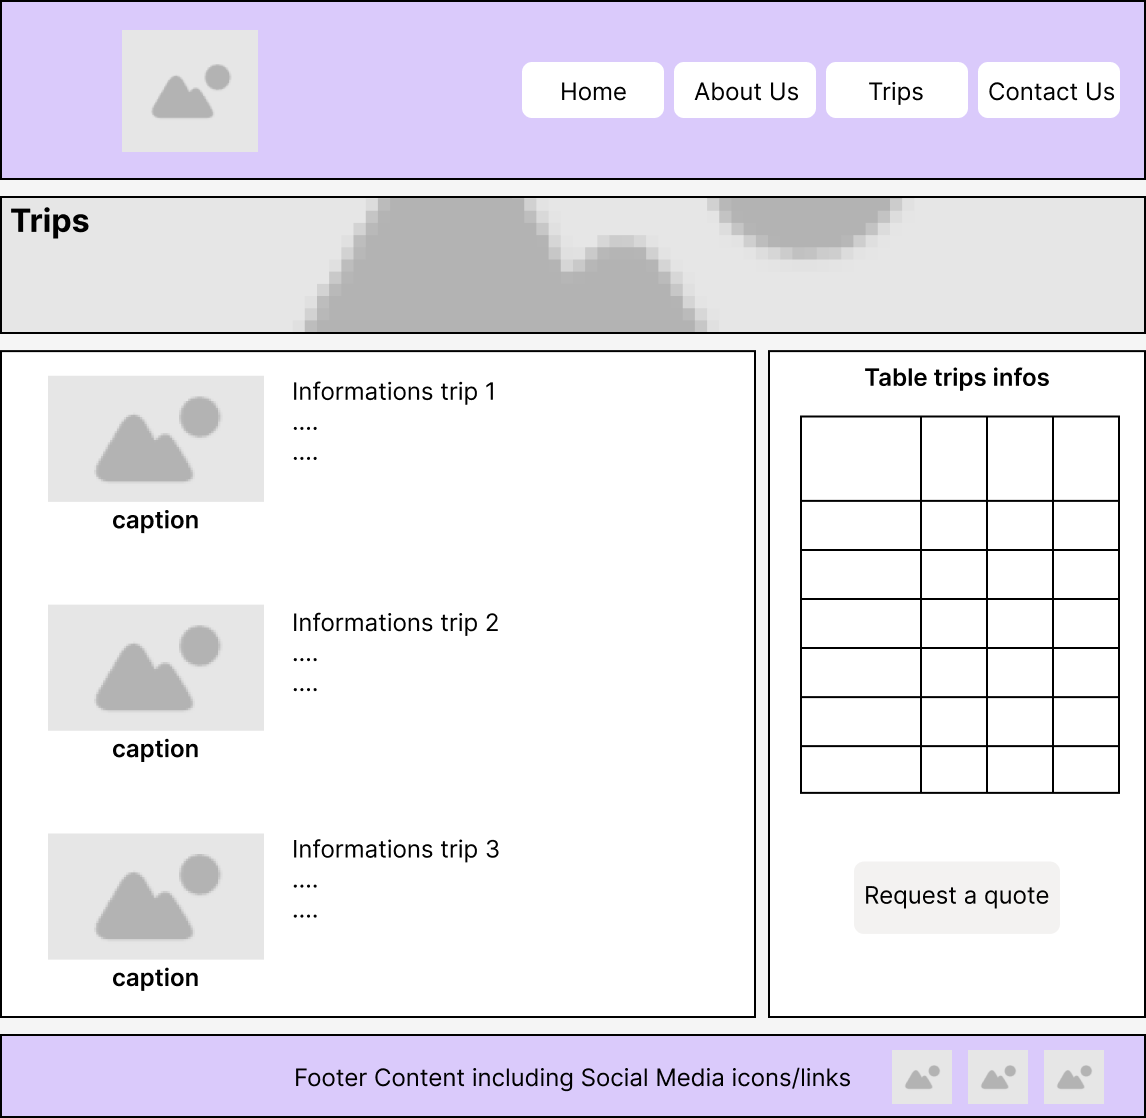 Home
About Us
Trips
Contact Us
Trips
Informations trip 1
....
....
caption
Informations trip 2
....
....
caption
Informations trip 3
....
....
caption
Table trips infos
Request a quote
Footer Content including Social Media icons/links